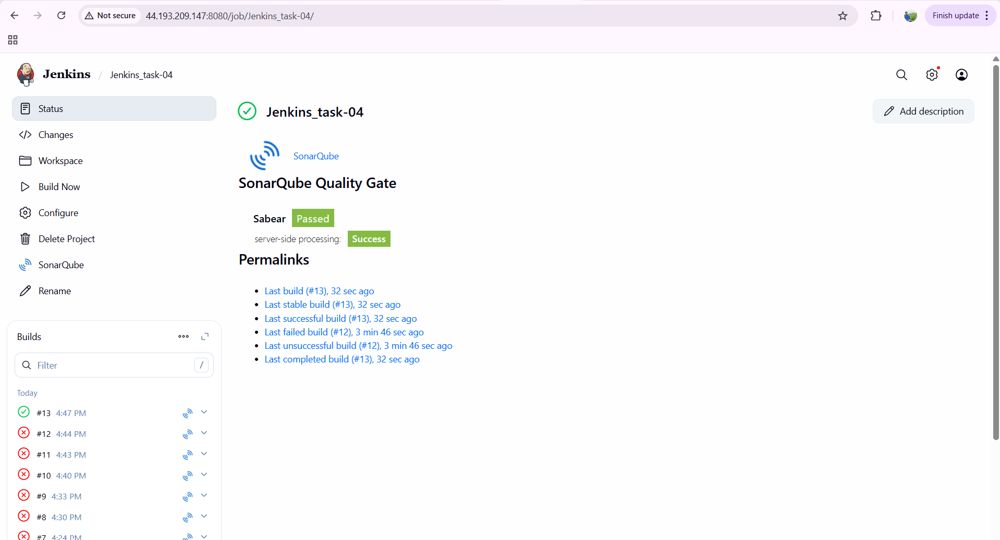 Not secure 44.193.209.147:8080/job/Jenkins_task-04/ Finish update
Jenkins / Jenkins_task-04
Status
Changes
Workspace
Build Now
Configure
Delete Project
SonarQube
Rename
Builds
Filter /
Today
#13 4:47 PM
#12 4:44 PM
#11 4:43 PM
#10 4:40 PM
#9 4:33 PM
#8 4:30 PM
#7 4:24 PM
Jenkins_task-04
Add description
SonarQube
SonarQube Quality Gate
Sabear Passed
server-side processing: Success
Permalinks
Last build (#13), 32 sec ago
Last stable build (#13), 32 sec ago
Last successful build (#13), 32 sec ago
Last failed build (#12), 3 min 46 sec ago
Last unsuccessful build (#12), 3 min 46 sec ago
Last completed build (#13), 32 sec ago